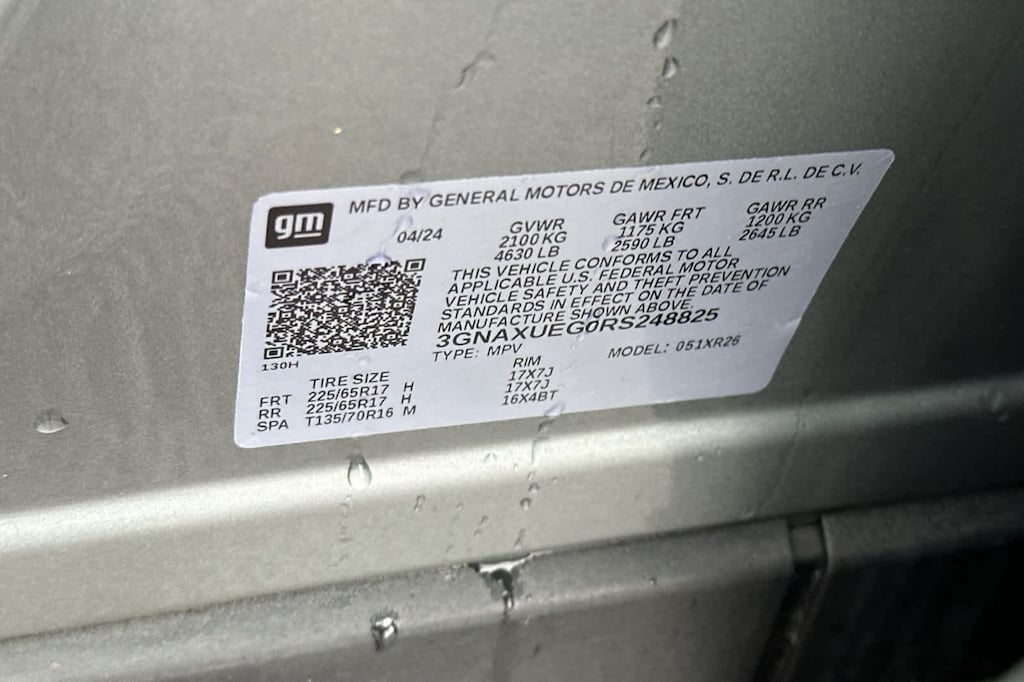 gm
MFD BY GENERAL MOTORS DE MEXICO, S. DE R.L. DE C.V.
04/24
GVWR
2100 KG
4630 LB
GAWR FRT
1175 KG
2590 LB
GAWR RR
1200 KG
2645 LB
THIS VEHICLE CONFORMS TO ALL
APPLICABLE U.S. FEDERAL MOTOR
VEHICLE SAFETY AND THEFT PREVENTION
STANDARDS IN EFFECT ON THE DATE OF
MANUFACTURE SHOWN ABOVE.
3GNAXUEG0RS248825
TYPE: MPV
MODEL: 051XR26
130H
TIRE SIZE RIM
FRT 225/65R17 H 17X7J
RR 225/65R17 H 17X7J
SPA T135/70R16 M 16X4BT